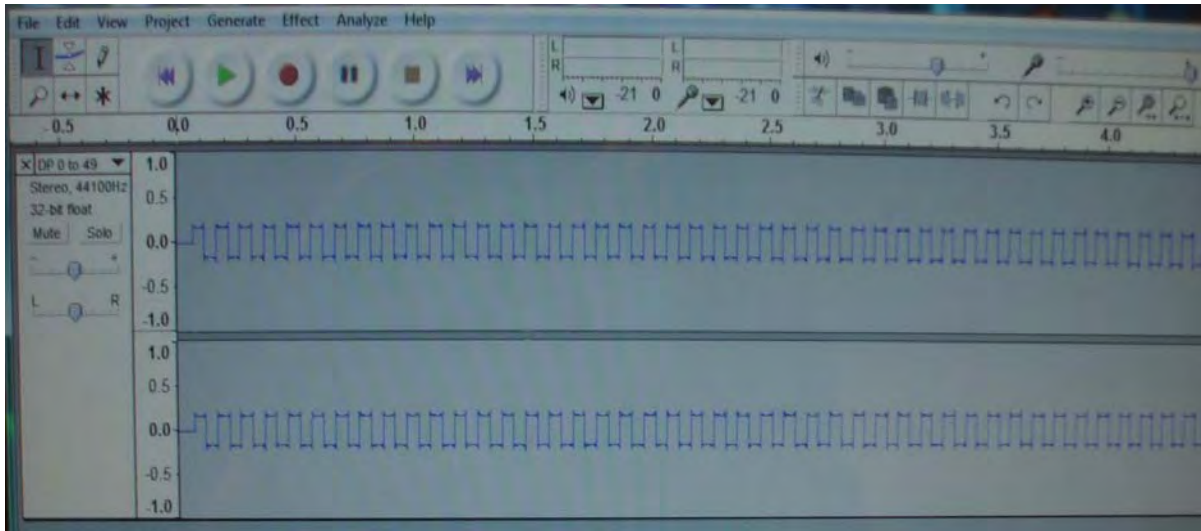 File Edit View Project Generate Effect Analyze Help
L
R
-21 0
L
R
-21 0
- +
- 0.5 0.0 0.5 1.0 1.5 2.0 2.5 3.0 3.5 4.0
X DP 0 to 49
Stereo, 44100Hz
32-bit float
Mute Solo
- +
L R
1.0
0.5
0.0
-0.5
-1.0
1.0
0.5
0.0
-0.5
-1.0